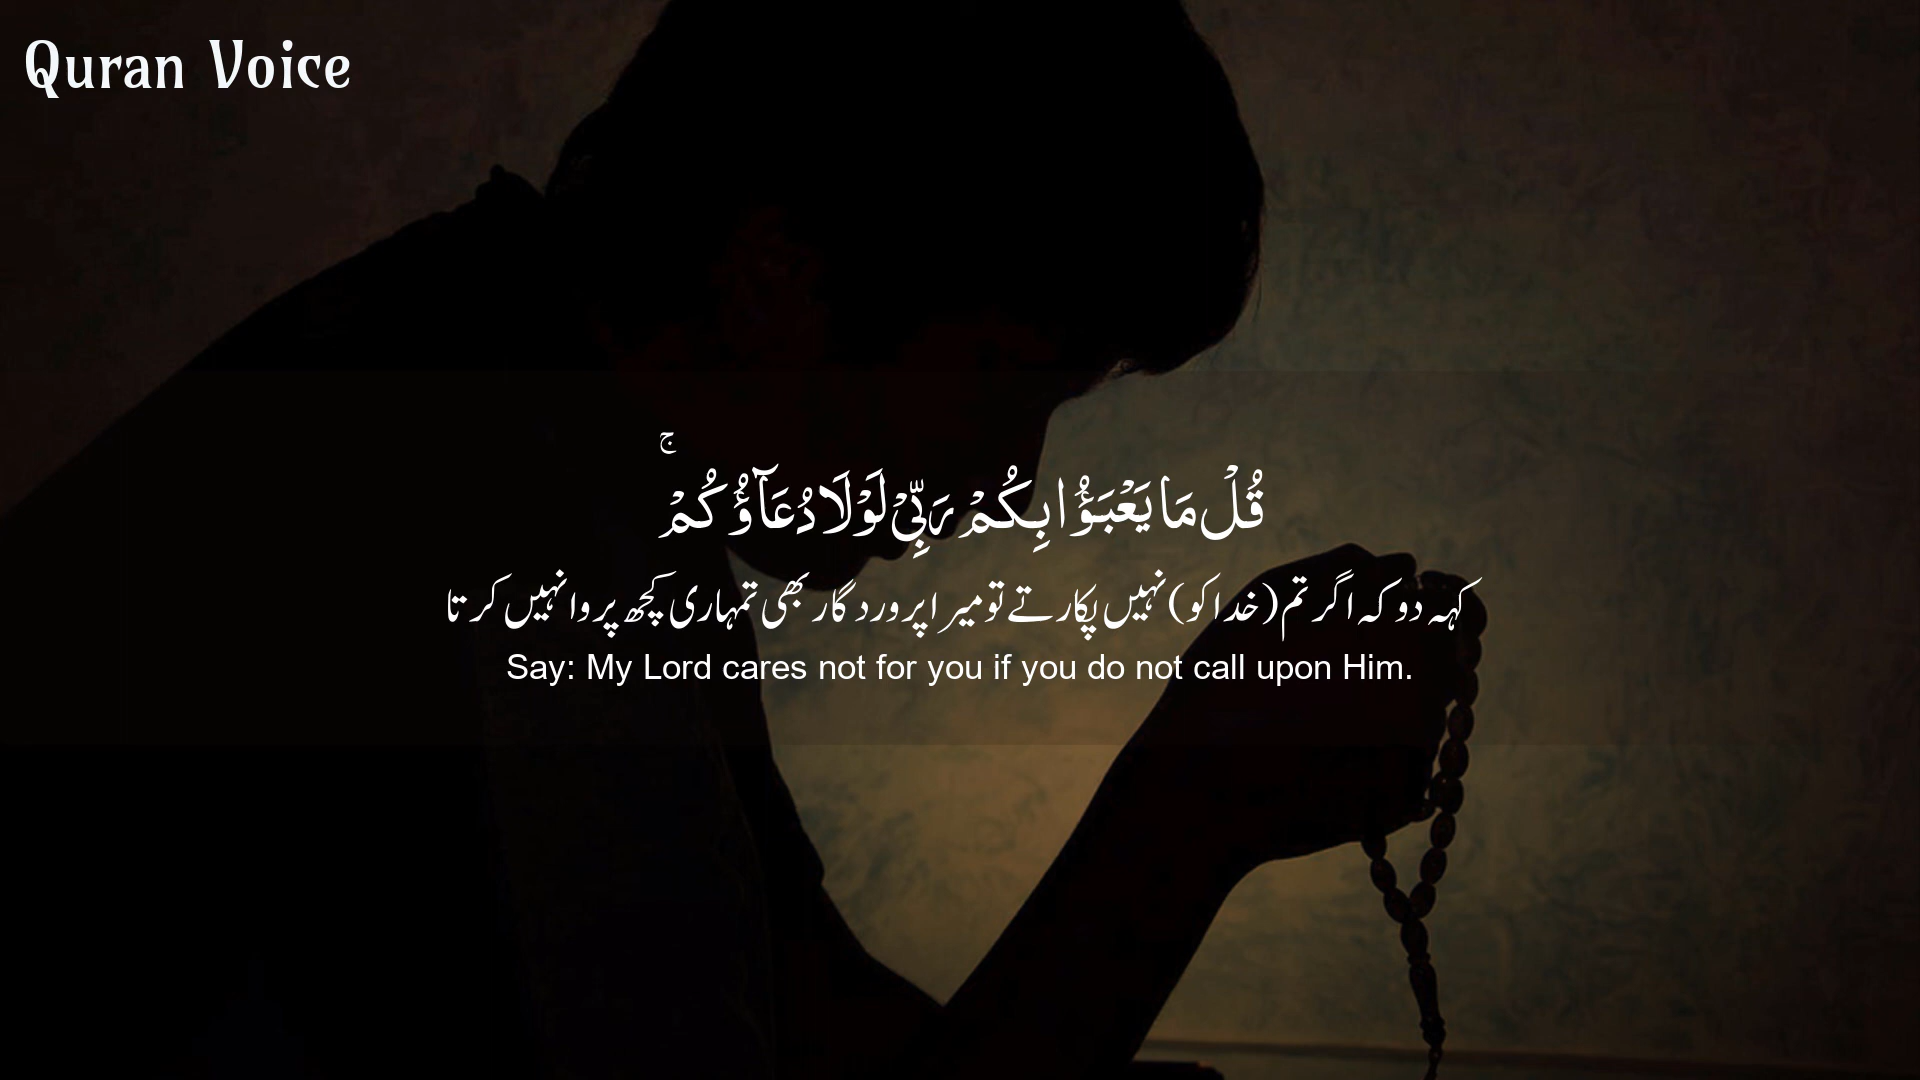 Quran Voice
قُلْ مَا يَعْبَؤُا بِكُمْ رَبِّیْ لَوْلَا دُعَآؤُكُمْ ۚ
کہہ دو کہ اگر تم (خدا کو) نہیں پکارتے تو میرا پروردگار بھی تمہاری کچھ پروا نہیں کرتا
Say: My Lord cares not for you if you do not call upon Him.